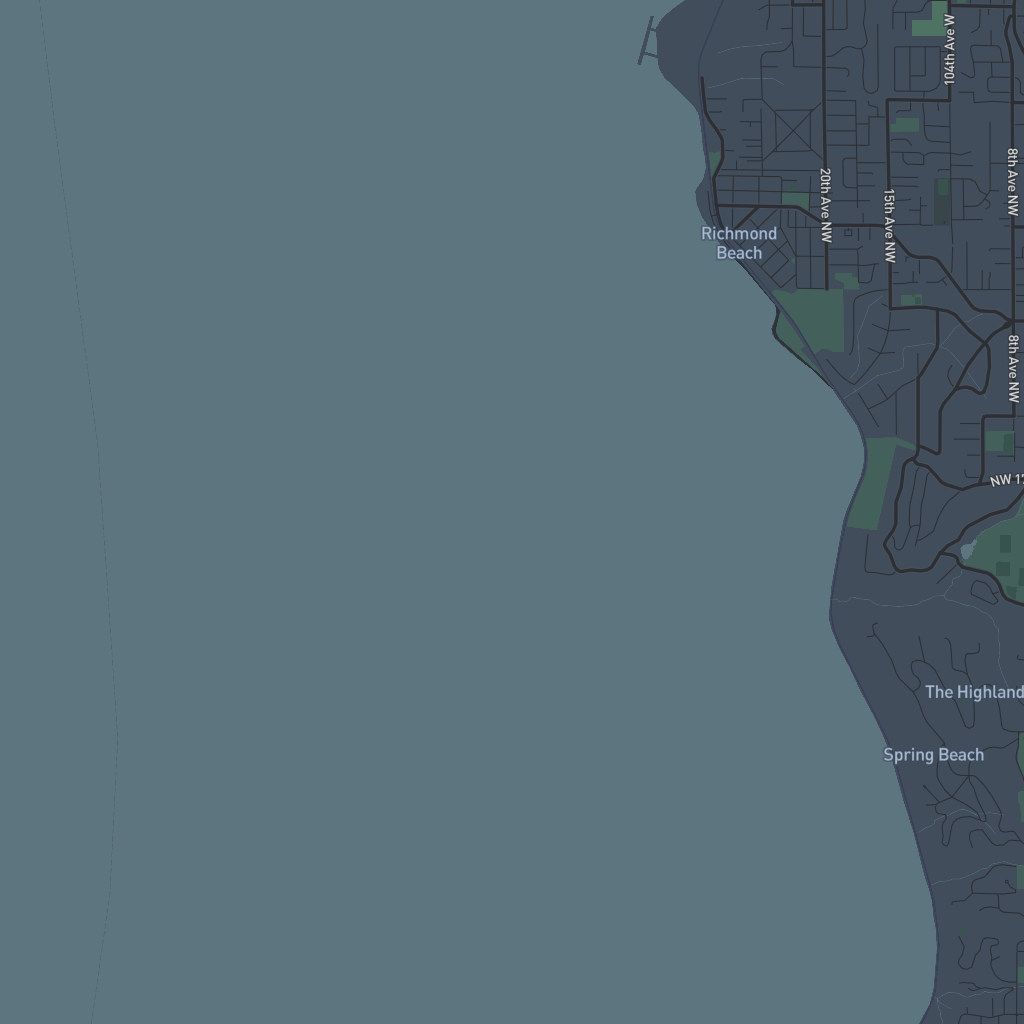 104th Ave W
8th Ave NW
20th Ave NW
15th Ave NW
Richmond
Beach
8th Ave NW
NW 17
The Highland
Spring Beach